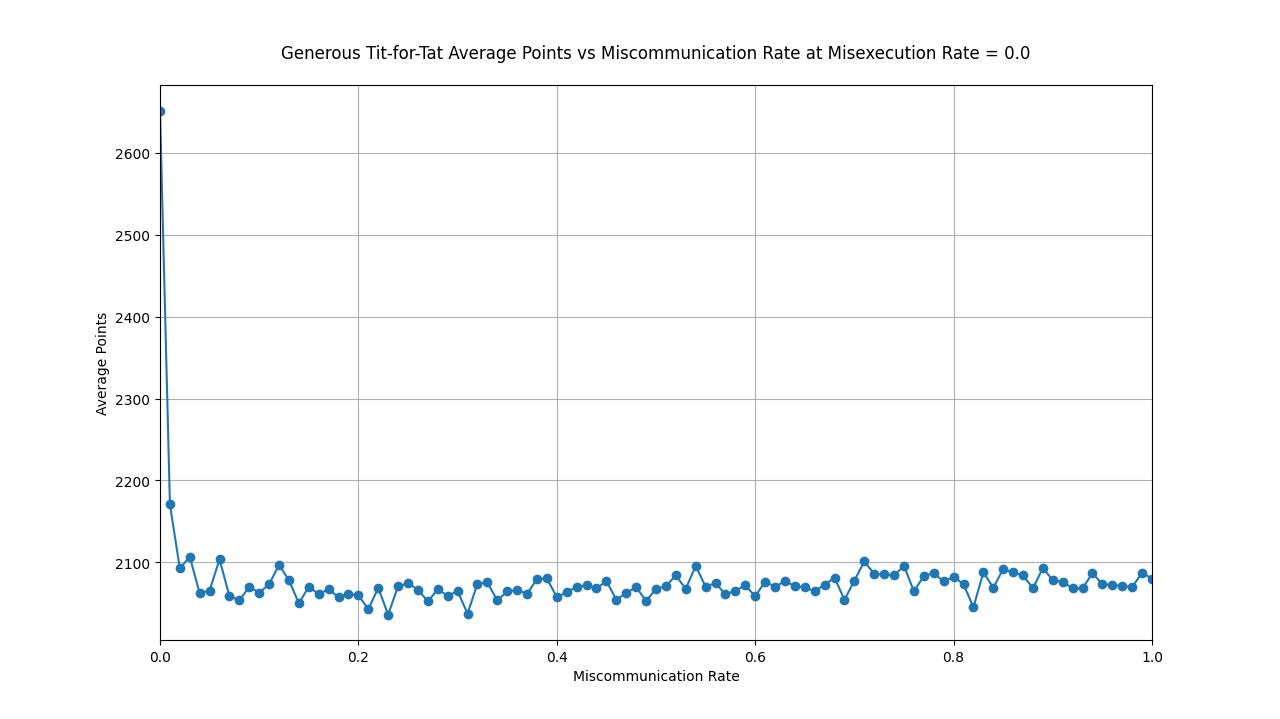 Generous Tit-for-Tat Average Points vs Miscommunication Rate at Misexecution Rate = 0.0
2600
2500
2400
2300
2200
2100
Average Points
0.0 0.2 0.4 0.6 0.8 1.0
Miscommunication Rate